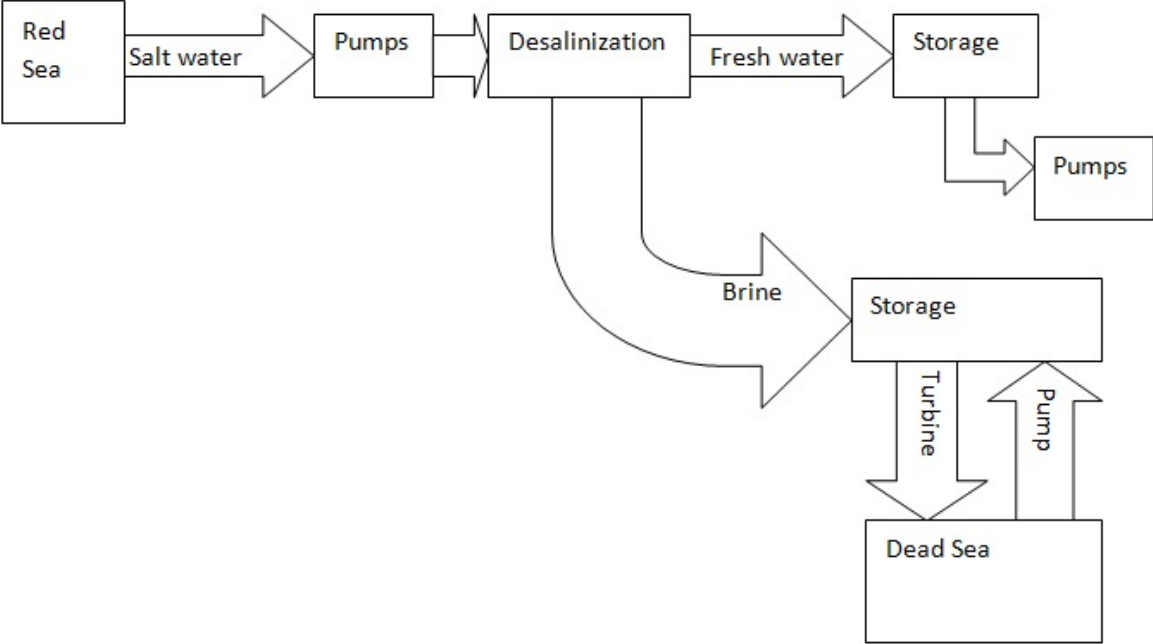 Red
Sea
Salt water
Pumps
Desalinization
Fresh water
Storage
Pumps
Brine
Storage
Turbine
Pump
Dead Sea